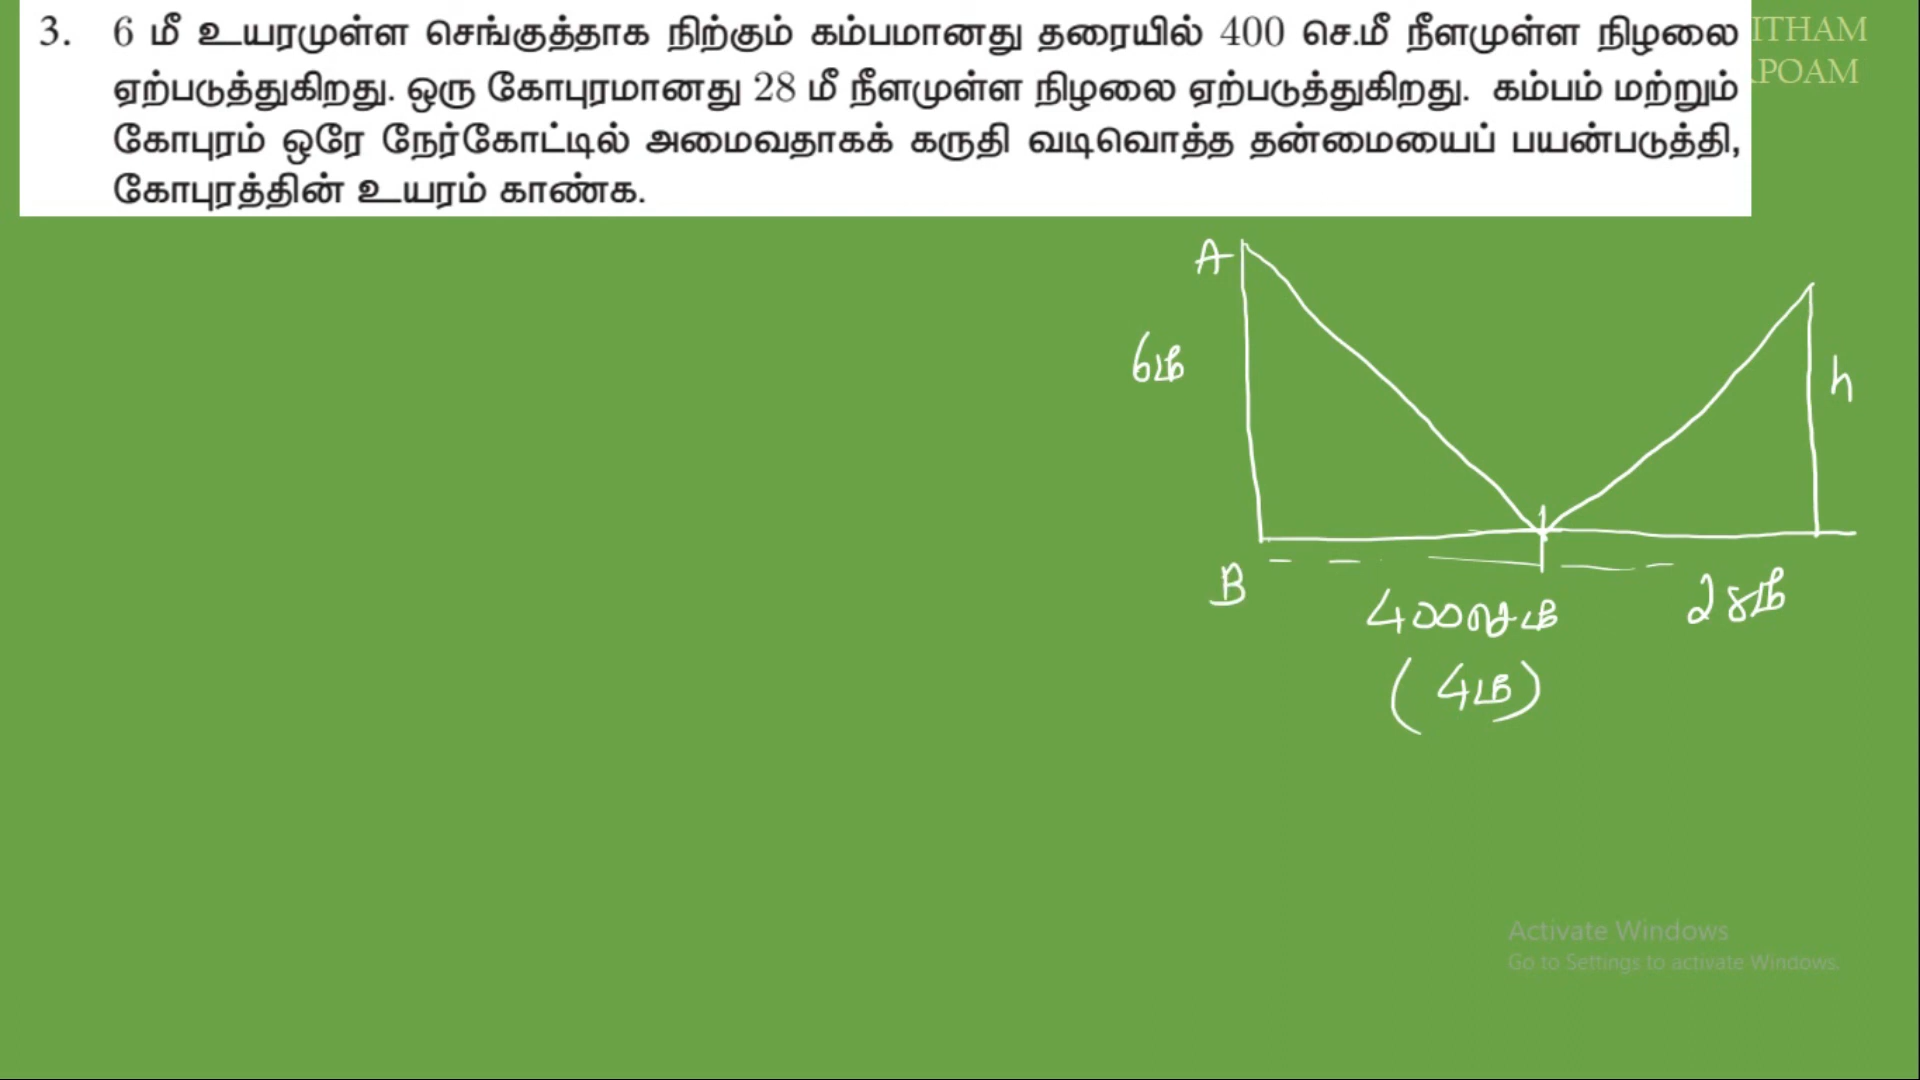 3. 6 மீ உயரமுள்ள செங்குத்தாக நிற்கும் கம்பமானது தரையில் 400 செ.மீ நீளமுள்ள நிழலை
ஏற்படுத்துகிறது. ஒரு கோபுரமானது 28 மீ நீளமுள்ள நிழலை ஏற்படுத்துகிறது. கம்பம் மற்றும்
கோபுரம் ஒரே நேர்கோட்டில் அமைவதாகக் கருதி வடிவொத்த தன்மையைப் பயன்படுத்தி,
கோபுரத்தின் உயரம் காண்க.
ITHAM
POAM
A
6மீ
h
B
400செமீ
28மீ
(4மீ)
Activate Windows
Go to Settings to activate Windows.